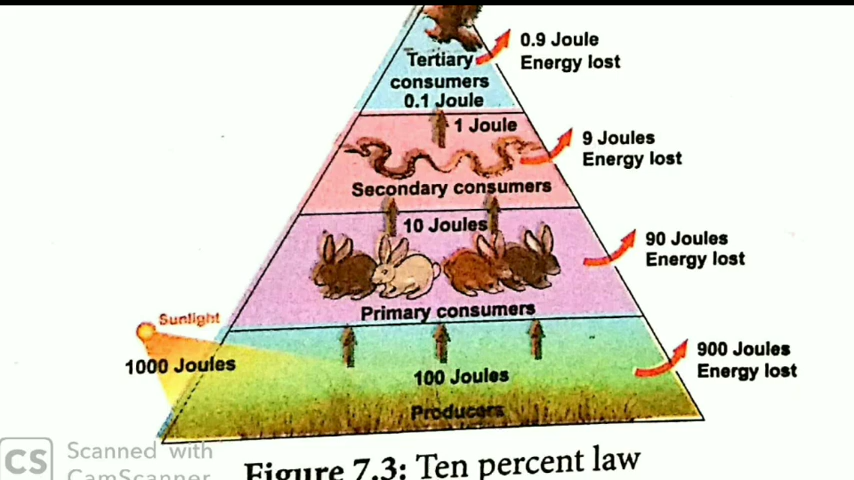 0.9 Joule
Energy lost
Tertiary
consumers
0.1 Joule
1 Joule
9 Joules
Energy lost
Secondary consumers
10 Joules
90 Joules
Energy lost
Primary consumers
Sunlight
1000 Joules
900 Joules
Energy lost
100 Joules
Producers
CS
Scanned with
CamScanner
Figure 7.3: Ten percent law